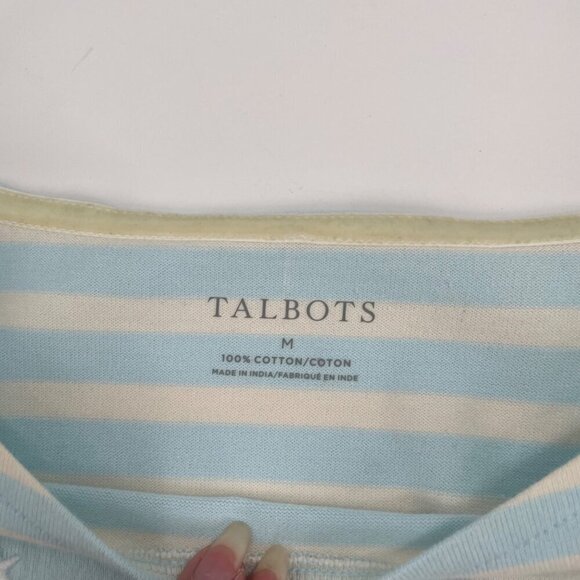 TALBOTS
M
100% COTTON/COTON
MADE IN INDIA/FABRIQUÉ EN INDE